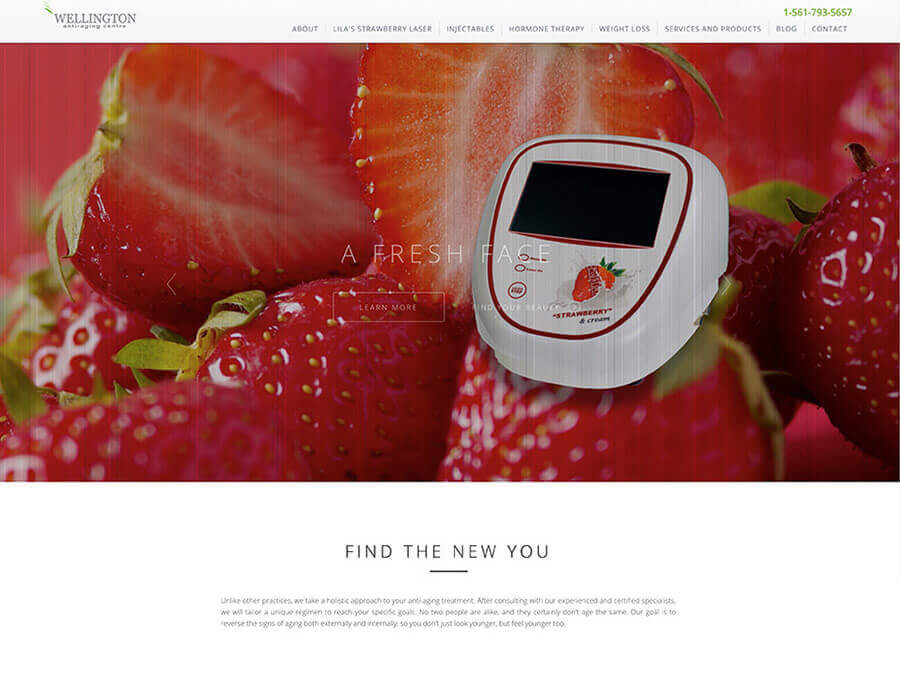 WELLINGTON
anti-aging centre
1-561-793-5657
ABOUT LILA'S STRAWBERRY LASER INJECTABLES HORMONE THERAPY WEIGHT LOSS SERVICES AND PRODUCTS BLOG CONTACT
A FRESH FACE
LEARN MORE FIND YOUR BEAUTY
"STRAWBERRY"
& cream
FIND THE NEW YOU
Unlike other practices, we take a holistic approach to your anti-aging treatment. After consulting with our experienced and certified specialists,
we will tailor a unique regimen to reach your specific goals. No two people are alike, and they certainly don't age the same. Our goal is to
reverse the signs of aging both externally and internally, so you don't just look younger, but feel younger too.